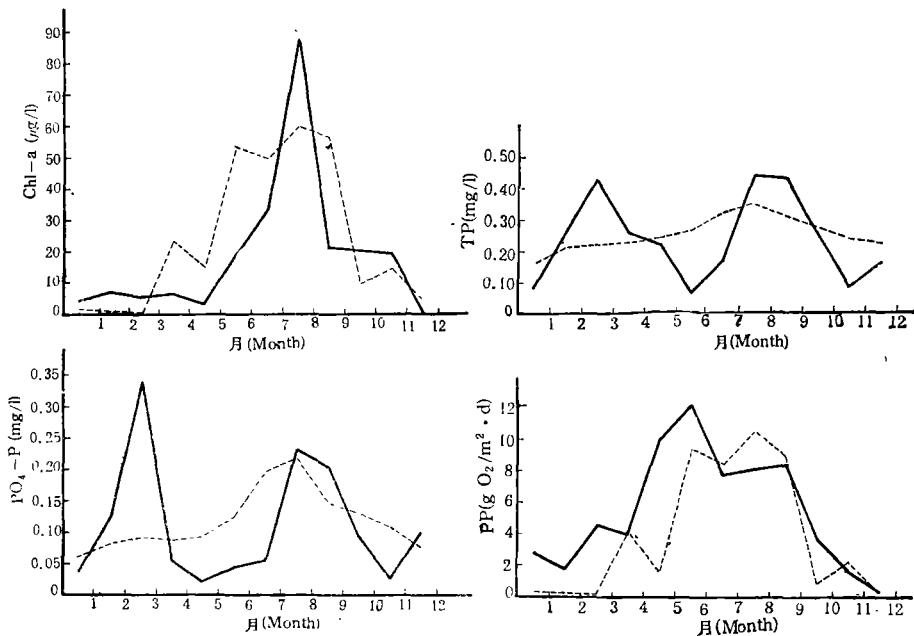 90
80
70
60
50
40
30
20
10
0
Chl-a (μg/l)
1 2 3 4 5 6 7 8 9 10 11 12
月(Month)
0.50
0.40
0.30
0.20
0.10
0
TP(mg/l)
1 2 3 4 5 6 7 8 9 10 11 12
月(Month)
0.35
0.30
0.25
0.20
0.15
0.10
0.05
0
PO₄-P (mg/l)
1 2 3 4 5 6 7 8 9 10 11 12
月(Month)
12
10
8
6
4
2
0
PP(g O₂/m²·d)
1 2 3 4 5 6 7 8 9 10 11 12
月(Month)